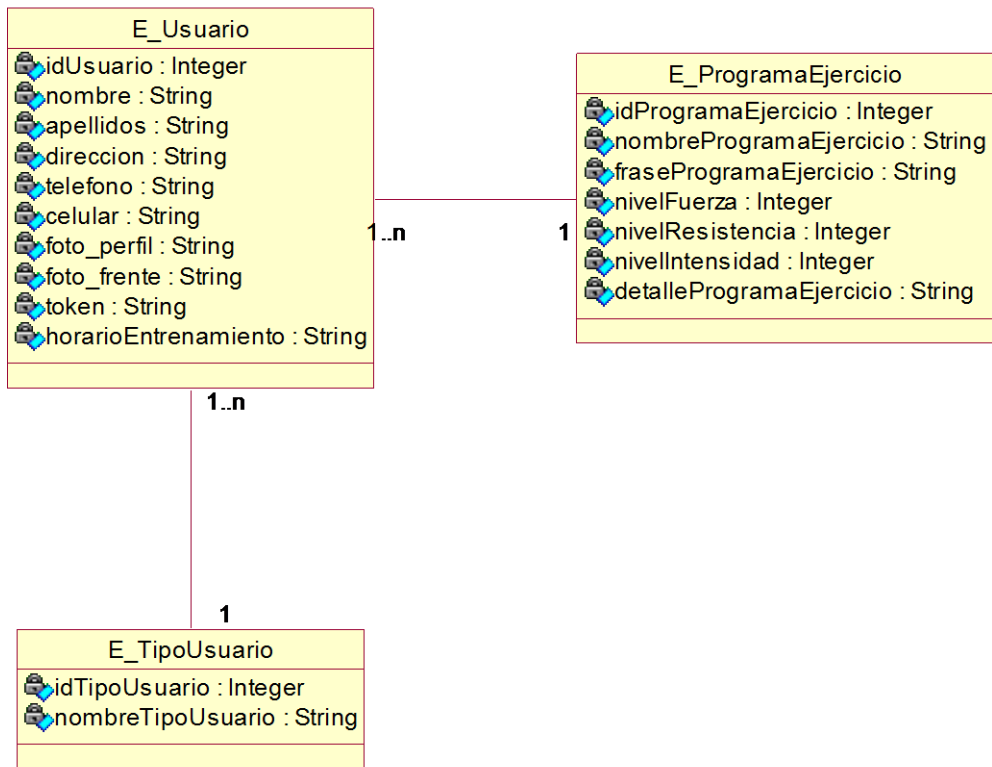 E_Usuario
idUsuario : Integer
nombre : String
apellidos : String
direccion : String
telefono : String
celular : String
foto_perfil : String
foto_frente : String
token : String
horarioEntrenamiento : String
1..n
1
E_ProgramaEjercicio
idProgramaEjercicio : Integer
nombreProgramaEjercicio : String
fraseProgramaEjercicio : String
nivelFuerza : Integer
nivelResistencia : Integer
nivelIntensidad : Integer
detalleProgramaEjercicio : String
1..n
1
E_TipoUsuario
idTipoUsuario : Integer
nombreTipoUsuario : String